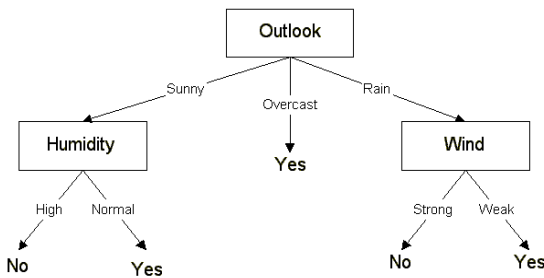 Outlook
Sunny
Overcast
Rain
Humidity
Yes
Wind
High
Normal
Strong
Weak
No
Yes
No
Yes